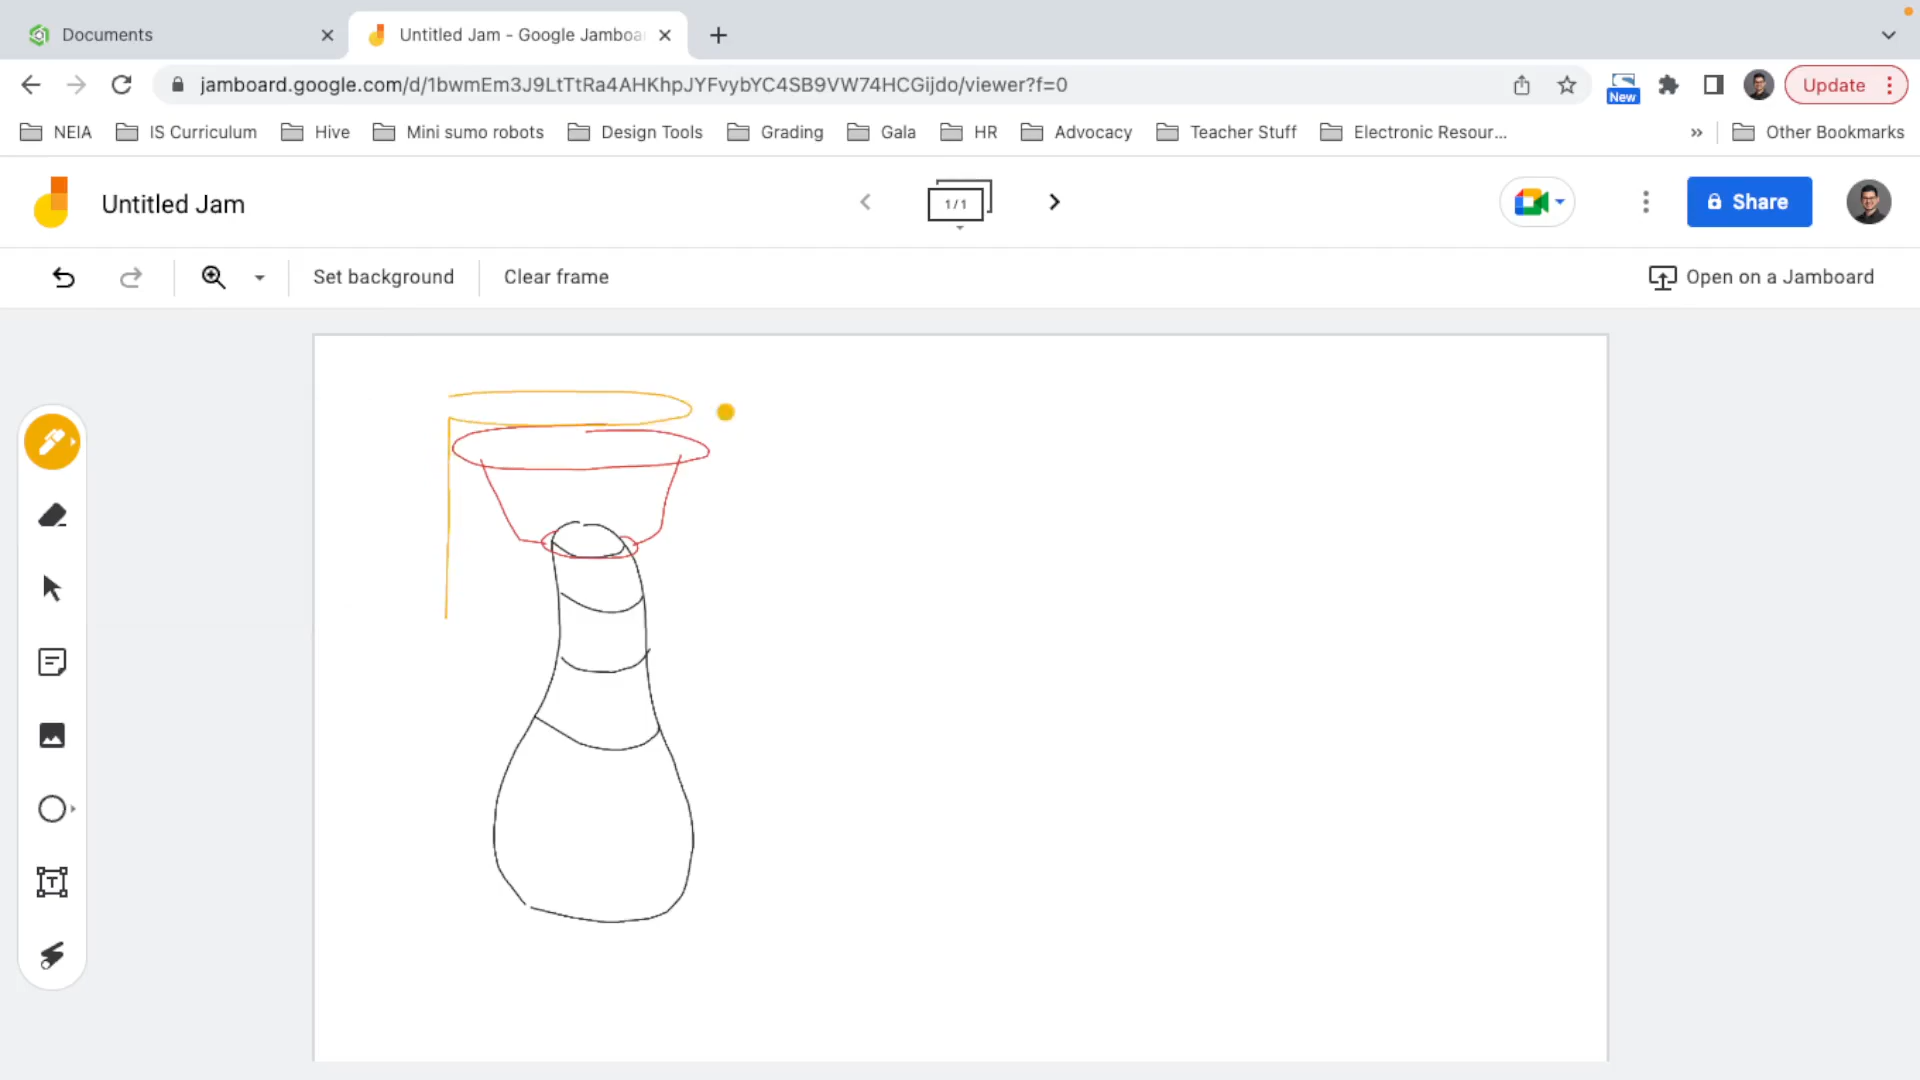 Documents
Untitled Jam - Google Jamboa
jamboard.google.com/d/1bwmEm3J9LtTtRa4AHKhpJYFvybYC4SB9VW74HCGijdo/viewer?f=0
New
Update
NEIA IS Curriculum Hive Mini sumo robots Design Tools Grading Gala HR Advocacy Teacher Stuff Electronic Resour... » Other Bookmarks
Untitled Jam
1/1
Share
Set background Clear frame Open on a Jamboard
T